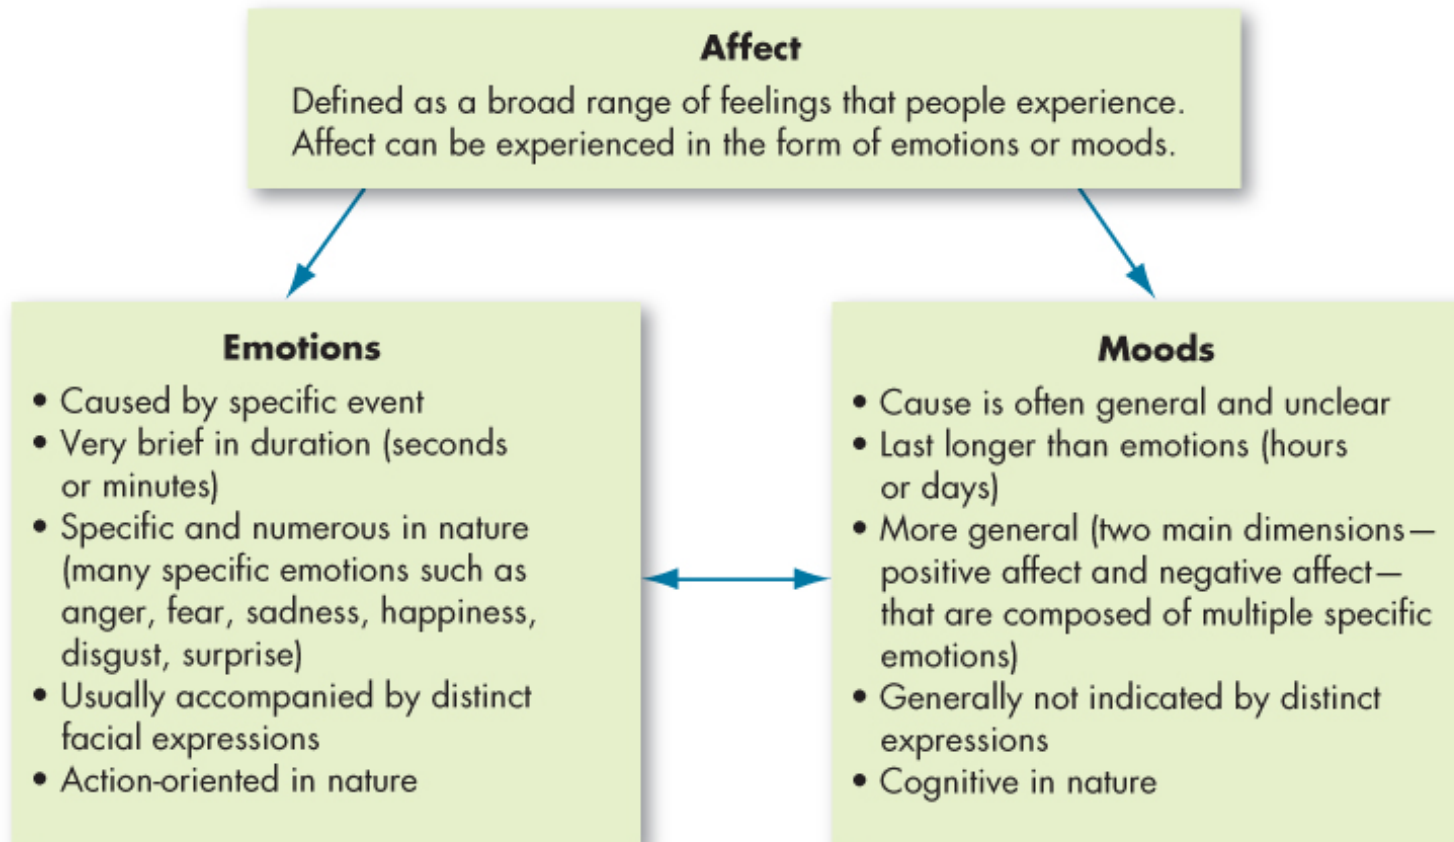 Affect
Defined as a broad range of feelings that people experience.
Affect can be experienced in the form of emotions or moods.
Emotions
• Caused by specific event
• Very brief in duration (seconds
or minutes)
• Specific and numerous in nature
(many specific emotions such as
anger, fear, sadness, happiness,
disgust, surprise)
• Usually accompanied by distinct
facial expressions
• Action-oriented in nature
Moods
• Cause is often general and unclear
• Last longer than emotions (hours
or days)
• More general (two main dimensions—
positive affect and negative affect—
that are composed of multiple specific
emotions)
• Generally not indicated by distinct
expressions
• Cognitive in nature